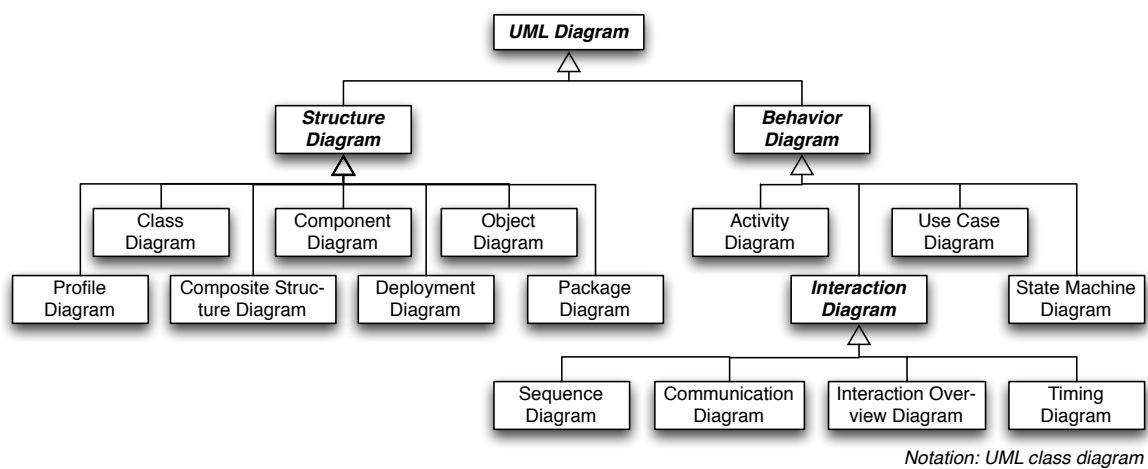 UML Diagram
Structure
Diagram
Behavior
Diagram
Class
Diagram
Component
Diagram
Object
Diagram
Activity
Diagram
Use Case
Diagram
Profile
Diagram
Composite Struc-
ture Diagram
Deployment
Diagram
Package
Diagram
Interaction
Diagram
State Machine
Diagram
Sequence
Diagram
Communication
Diagram
Interaction Over-
view Diagram
Timing
Diagram
Notation: UML class diagram